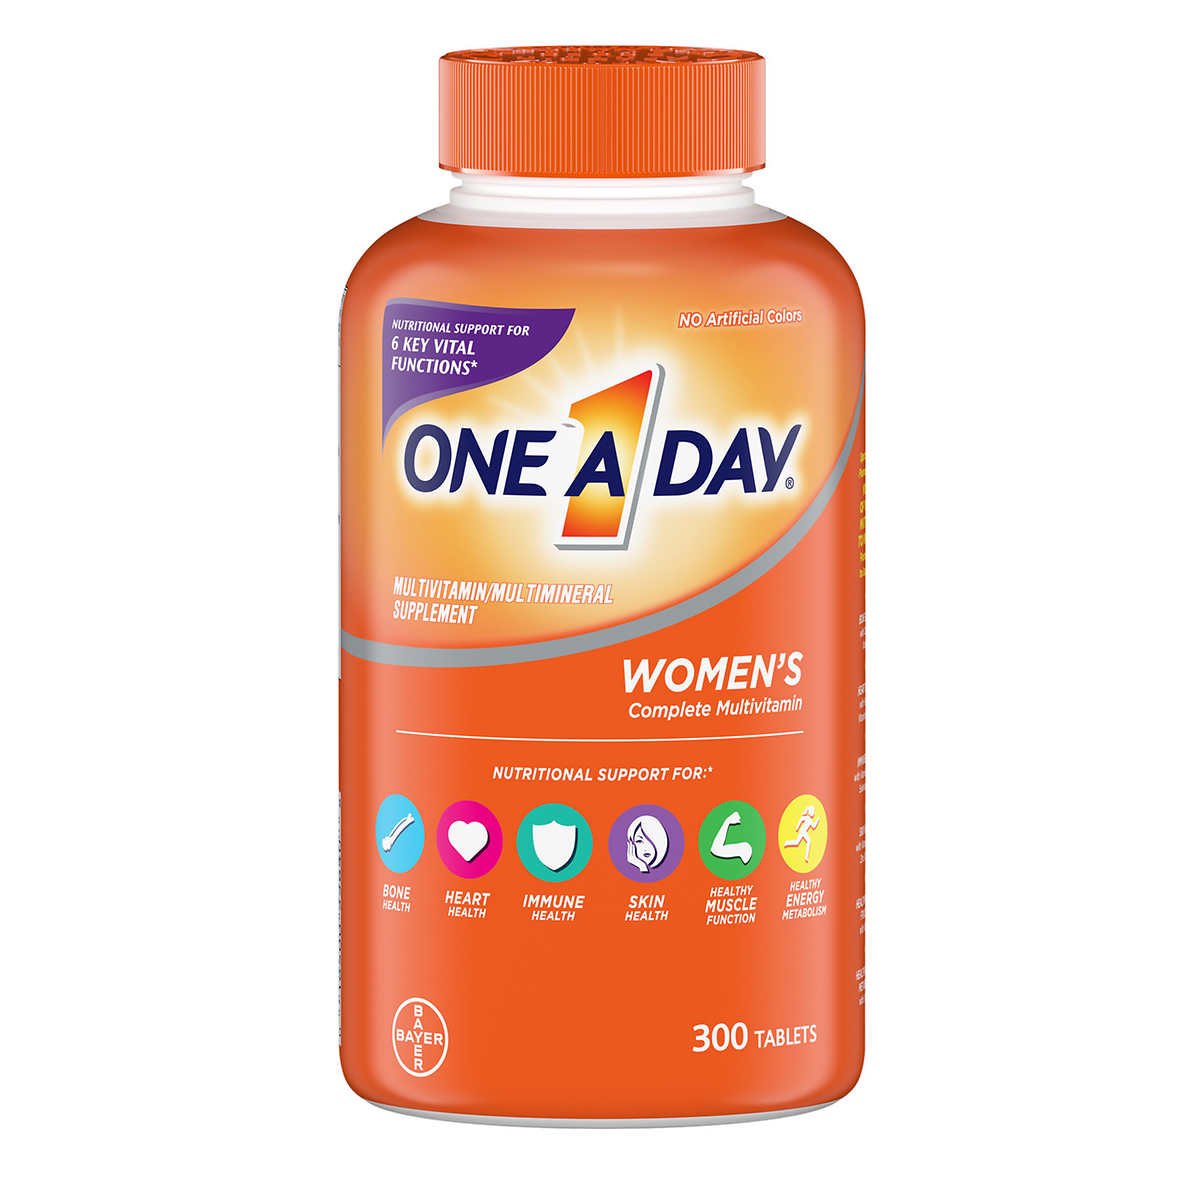 NUTRITIONAL SUPPORT FOR
6 KEY VITAL
FUNCTIONS*
NO Artificial Colors
ONE A DAY®
1
MULTIVITAMIN/MULTIMINERAL
SUPPLEMENT
WOMEN'S
Complete Multivitamin
NUTRITIONAL SUPPORT FOR:*
BONE
HEALTH
HEART
HEALTH
IMMUNE
HEALTH
SKIN
HEALTH
HEALTHY
MUSCLE
FUNCTION
HEALTHY
ENERGY
METABOLISM
BAYER
BAYER
300 TABLETS